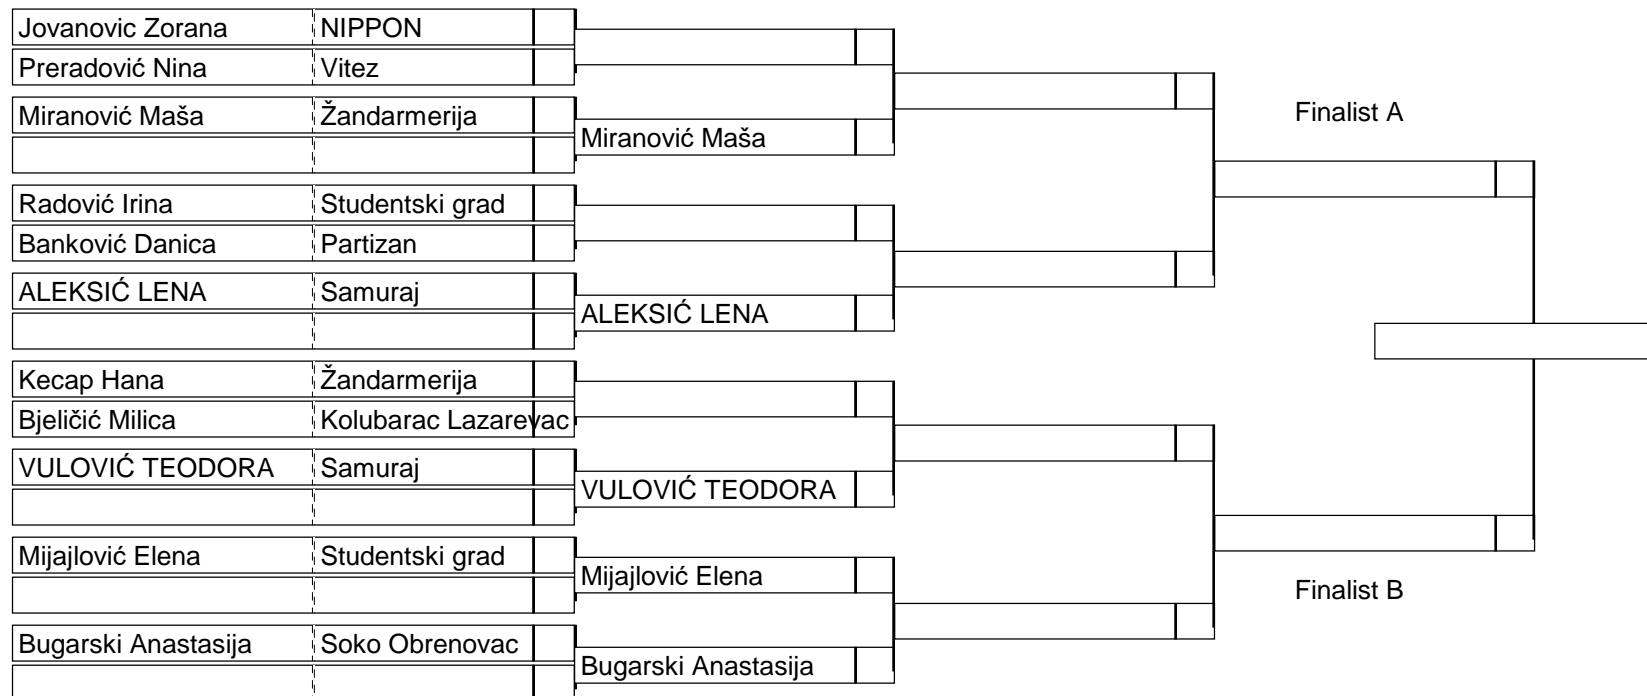 Jovanovic Zorana NIPPON
Preradović Nina Vitez
Miranović Maša Žandarmerija
Miranović Maša
Radović Irina Studentski grad
Banković Danica Partizan
ALEKSIĆ LENA Samuraj
ALEKSIĆ LENA
Kecap Hana Žandarmerija
Bjeličić Milica Kolubarac Lazarevac
VULOVIĆ TEODORA Samuraj
VULOVIĆ TEODORA
Mijajlović Elena Studentski grad
Mijajlović Elena
Bugarski Anastasija Soko Obrenovac
Bugarski Anastasija
Finalist A
Finalist B